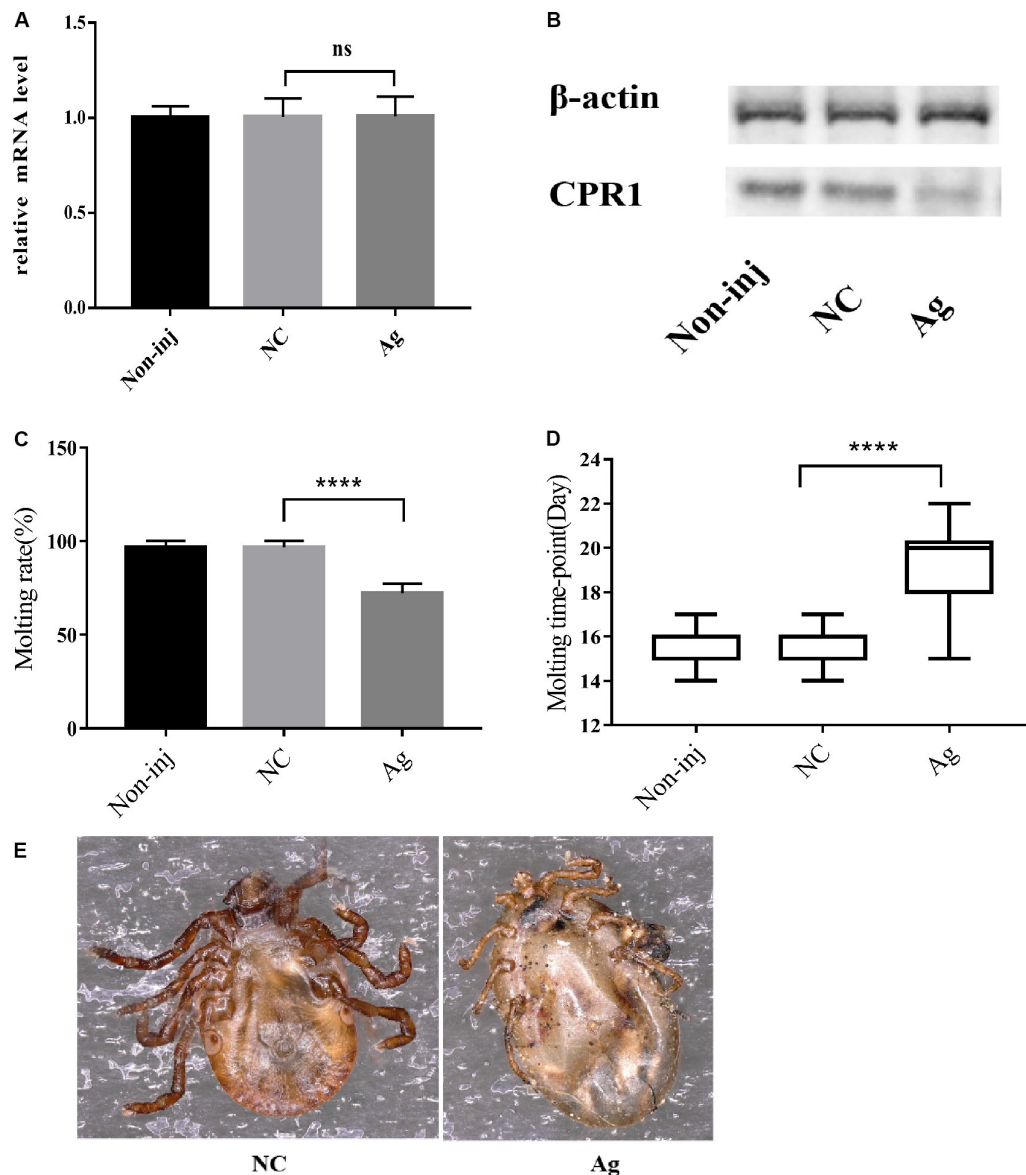 A
relative mRNA level
1.5
1.0
0.5
0.0
ns
Non-inj
NC
Ag
B
β-actin
CPR1
Non-inj
NC
Ag
C
Molting rate(%)
150
100
50
0
****
Non-inj
NC
Ag
D
Molting time-point(Day)
24
22
20
18
16
14
12
****
Non-inj
NC
Ag
E
NC
Ag